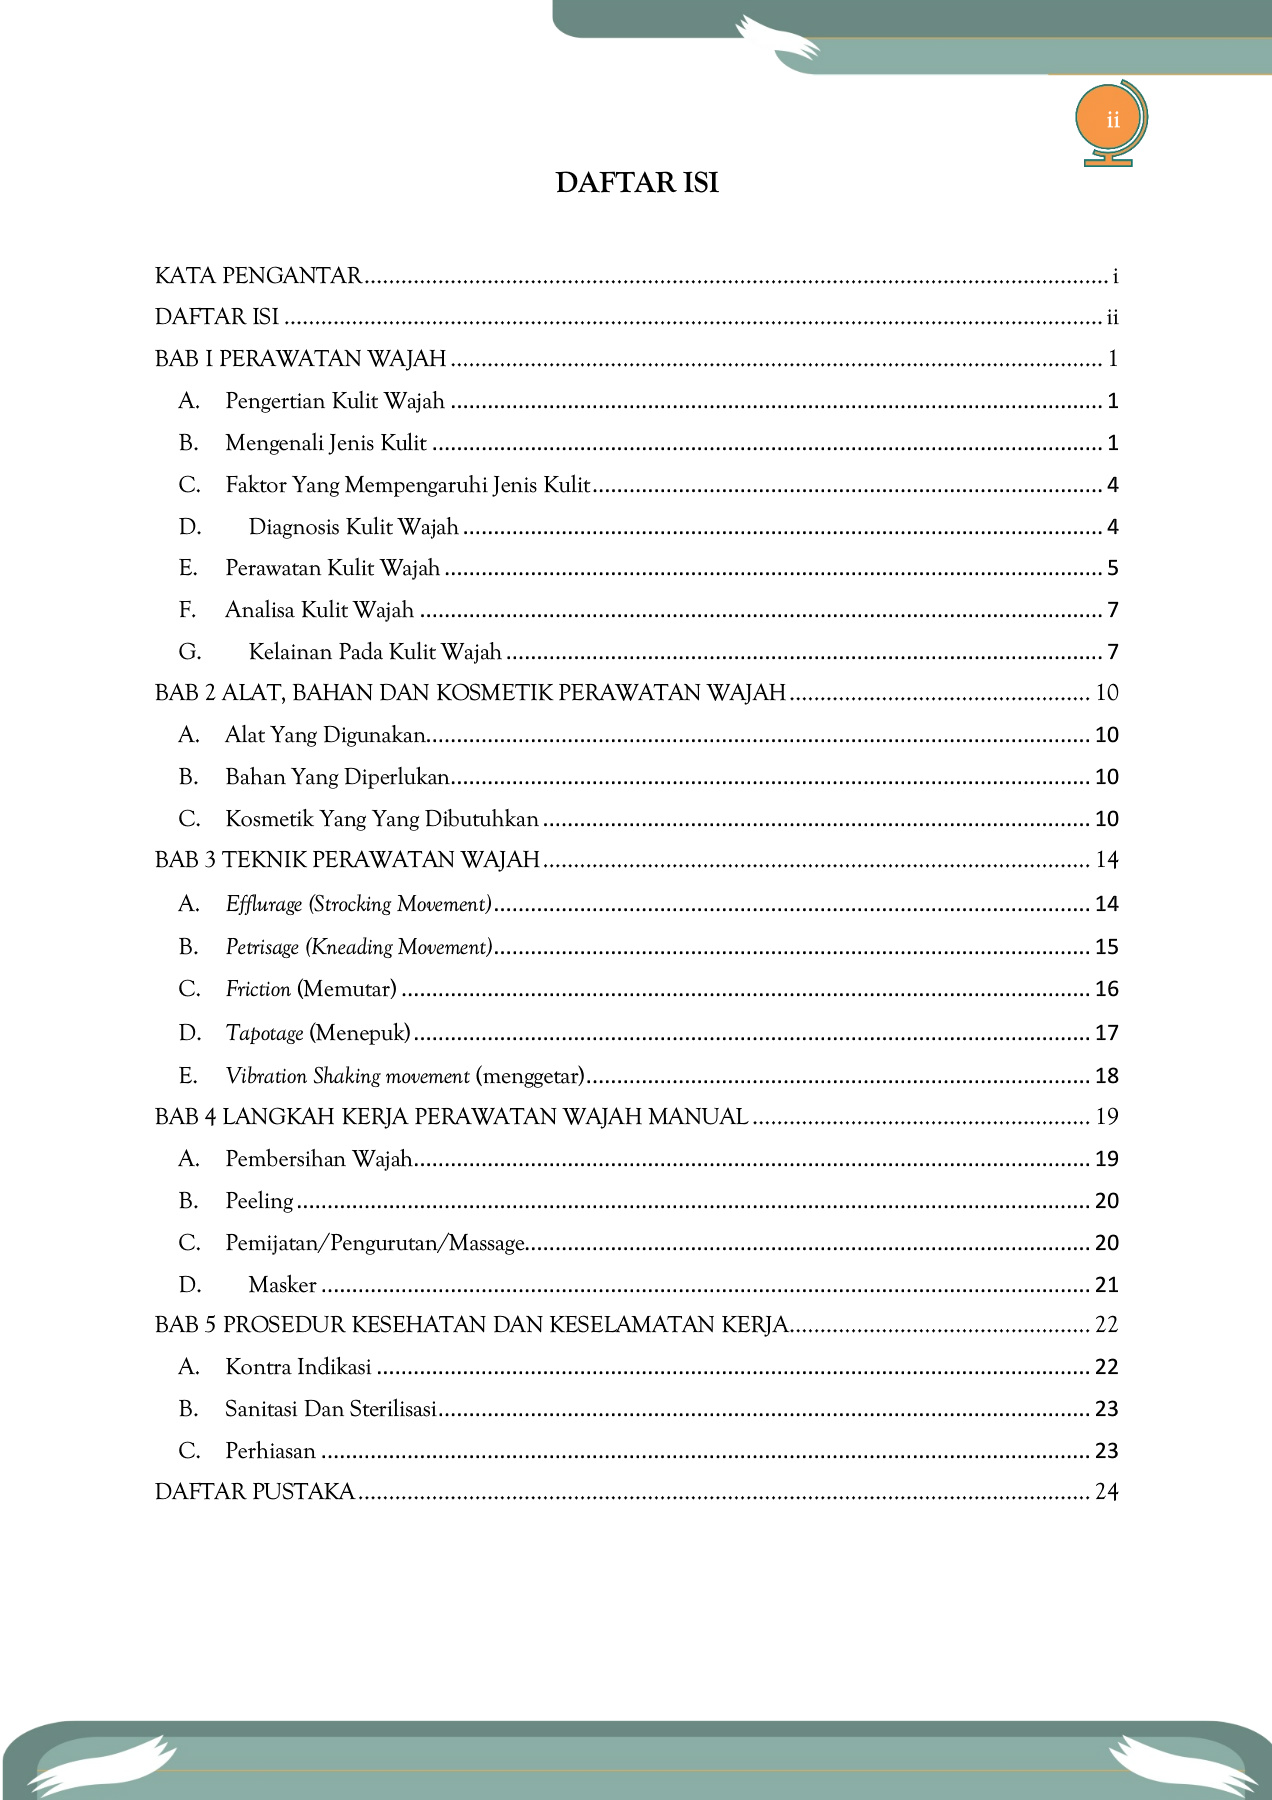 ii
DAFTAR ISI
KATA PENGANTAR.......... i
DAFTAR ISI .......... ii
BAB I PERAWATAN WAJAH .......... 1
A. Pengertian Kulit Wajah .......... 1
B. Mengenali Jenis Kulit .......... 1
C. Faktor Yang Mempengaruhi Jenis Kulit.......... 4
D. Diagnosis Kulit Wajah .......... 4
E. Perawatan Kulit Wajah .......... 5
F. Analisa Kulit Wajah .......... 7
G. Kelainan Pada Kulit Wajah .......... 7
BAB 2 ALAT, BAHAN DAN KOSMETIK PERAWATAN WAJAH.......... 10
A. Alat Yang Digunakan.......... 10
B. Bahan Yang Diperlukan.......... 10
C. Kosmetik Yang Yang Dibutuhkan .......... 10
BAB 3 TEKNIK PERAWATAN WAJAH.......... 14
A. Efflurage (Strocking Movement).......... 14
B. Petrisage (Kneading Movement).......... 15
C. Friction (Memutar) .......... 16
D. Tapotage (Menepuk).......... 17
E. Vibration Shaking movement (menggetar).......... 18
BAB 4 LANGKAH KERJA PERAWATAN WAJAH MANUAL .......... 19
A. Pembersihan Wajah.......... 19
B. Peeling.......... 20
C. Pemijatan/Pengurutan/Massage.......... 20
D. Masker .......... 21
BAB 5 PROSEDUR KESEHATAN DAN KESELAMATAN KERJA.......... 22
A. Kontra Indikasi .......... 22
B. Sanitasi Dan Sterilisasi.......... 23
C. Perhiasan .......... 23
DAFTAR PUSTAKA.......... 24